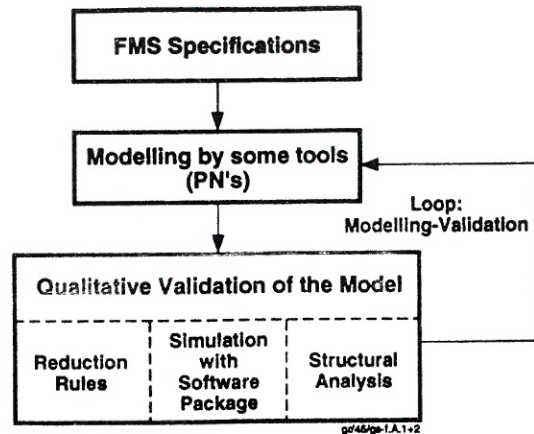 FMS Specifications
Modelling by some tools
(PN's)
Loop:
Modelling-Validation
Qualitative Validation of the Model
Reduction
Rules
Simulation
with
Software
Package
Structural
Analysis